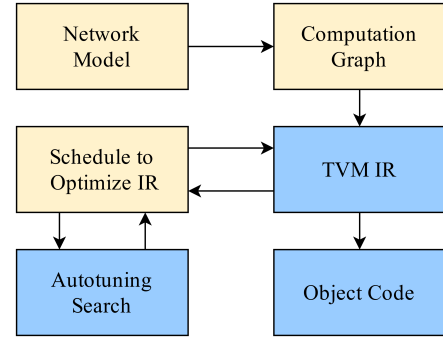 Network
Model
Computation
Graph
Schedule to
Optimize IR
TVM IR
Autotuning
Search
Object Code